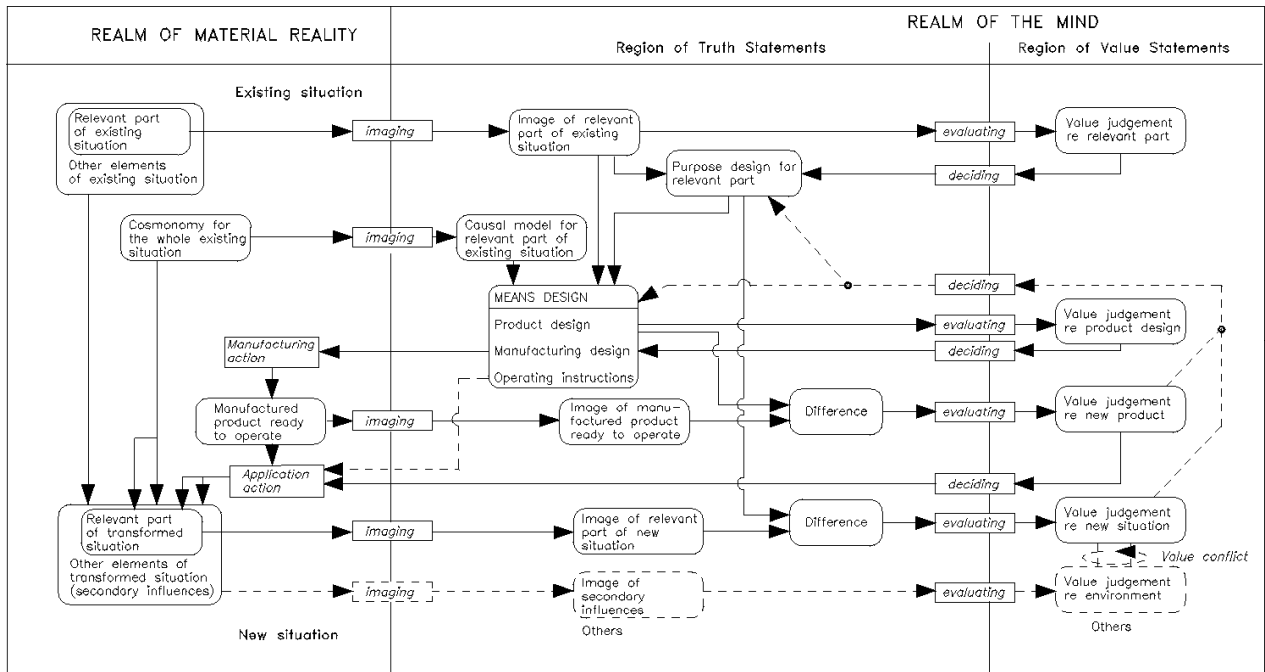 REALM OF MATERIAL REALITY
REALM OF THE MIND
Region of Truth Statements
Region of Value Statements
Existing situation
Relevant part
of existing
situation
Other elements
of existing situation
imaging
Image of relevant
part of existing
situation
evaluating
Value judgement
re relevant part
Purpose design for
relevant part
deciding
Cosmonomy for
the whole existing
situation
imaging
Causal model for
relevant part of
existing situation
MEANS DESIGN
Product design
Manufacturing design
Operating instructions
deciding
evaluating
Value judgement
re product design
deciding
Manufacturing
action
Manufactured
product ready
to operate
imaging
Image of manu-
factured product
ready to operate
Difference
evaluating
Value judgement
re new product
Application
action
deciding
Relevant part
of transformed
situation
Other elements of
transformed situation
(secondary influences)
imaging
Image of relevant
part of new
situation
Difference
evaluating
Value judgement
re new situation
Value conflict
imaging
Image of
secondary
influences
Others
evaluating
Value judgement
re environment
Others
New situation